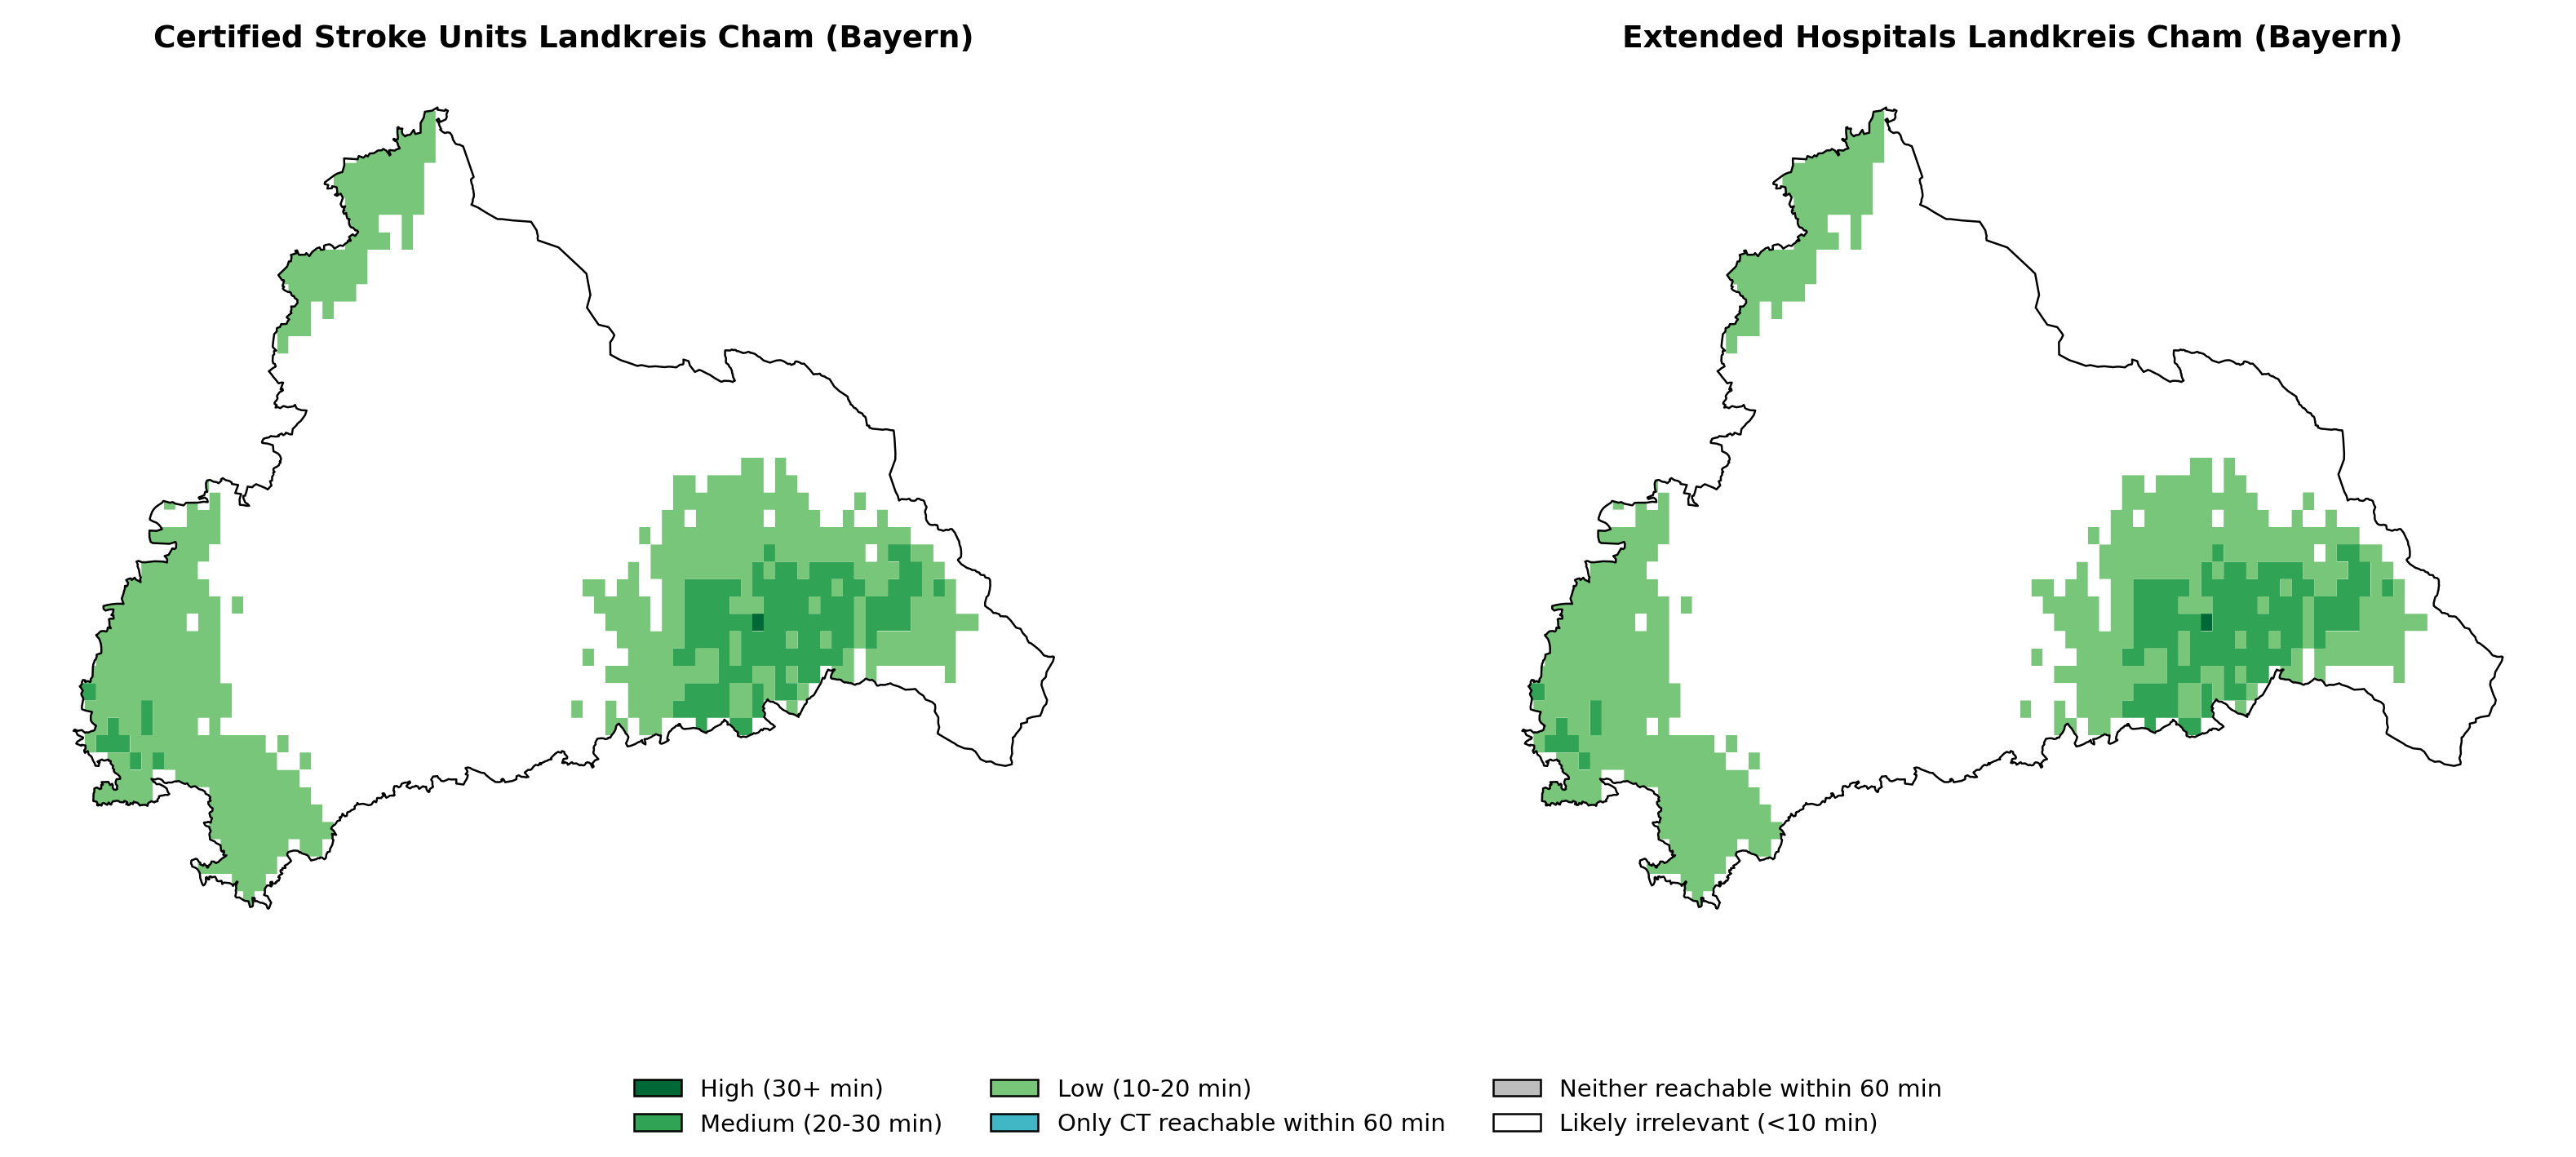 Certified Stroke Units Landkreis Cham (Bayern)
Extended Hospitals Landkreis Cham (Bayern)
High (30+ min)
Medium (20-30 min)
Low (10-20 min)
Only CT reachable within 60 min
Neither reachable within 60 min
Likely irrelevant (<10 min)